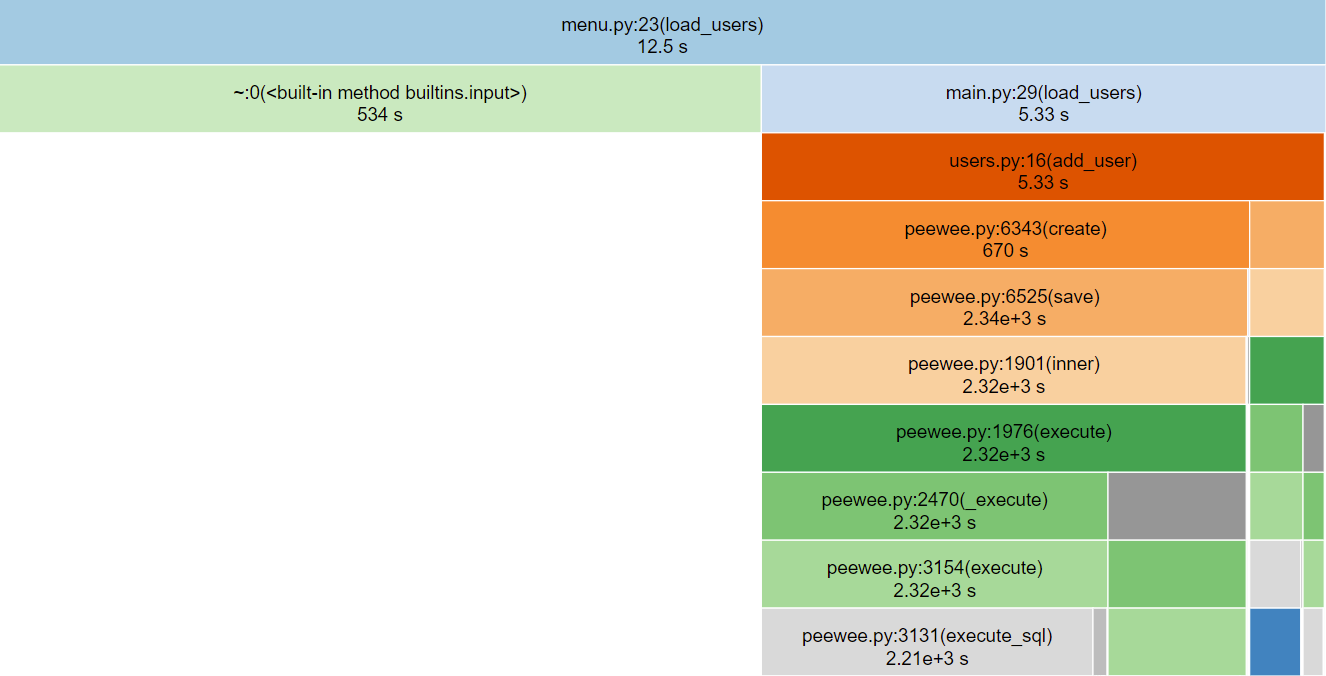 menu.py:23(load_users)
12.5 s
~:0(<built-in method builtins.input>)
534 s
main.py:29(load_users)
5.33 s
users.py:16(add_user)
5.33 s
peewee.py:6343(create)
670 s
peewee.py:6525(save)
2.34e+3 s
peewee.py:1901(inner)
2.32e+3 s
peewee.py:1976(execute)
2.32e+3 s
peewee.py:2470(_execute)
2.32e+3 s
peewee.py:3154(execute)
2.32e+3 s
peewee.py:3131(execute_sql)
2.21e+3 s